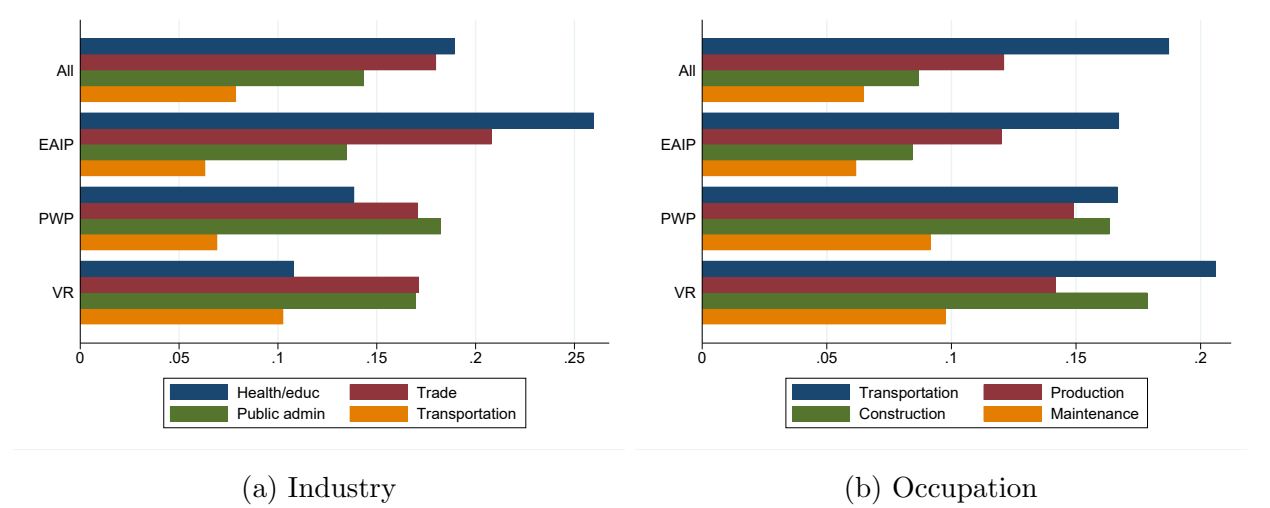 All
EAIP
PWP
VR
0 .05 .1 .15 .2 .25
Health/educ Trade
Public admin Transportation
(a) Industry
All
EAIP
PWP
VR
0 .05 .1 .15 .2
Transportation Production
Construction Maintenance
(b) Occupation